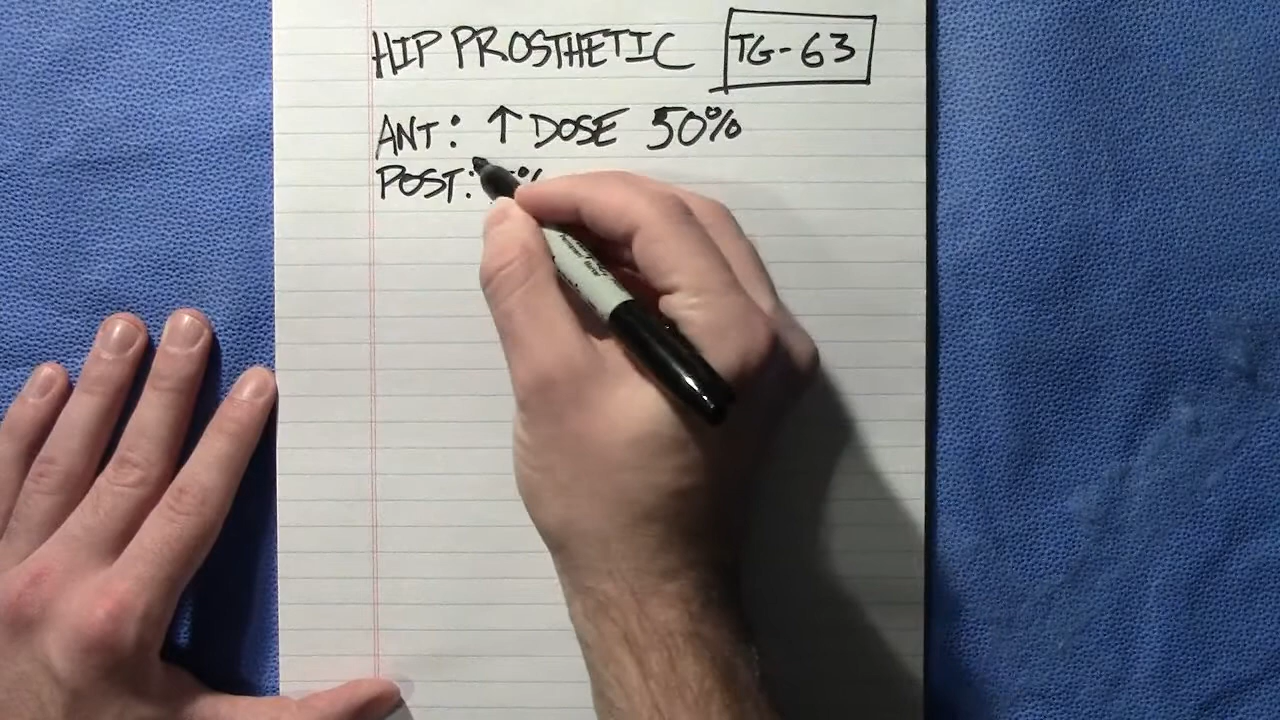 HIP PROSTHETIC TG-63
ANT: ↑ DOSE 50%
POST: